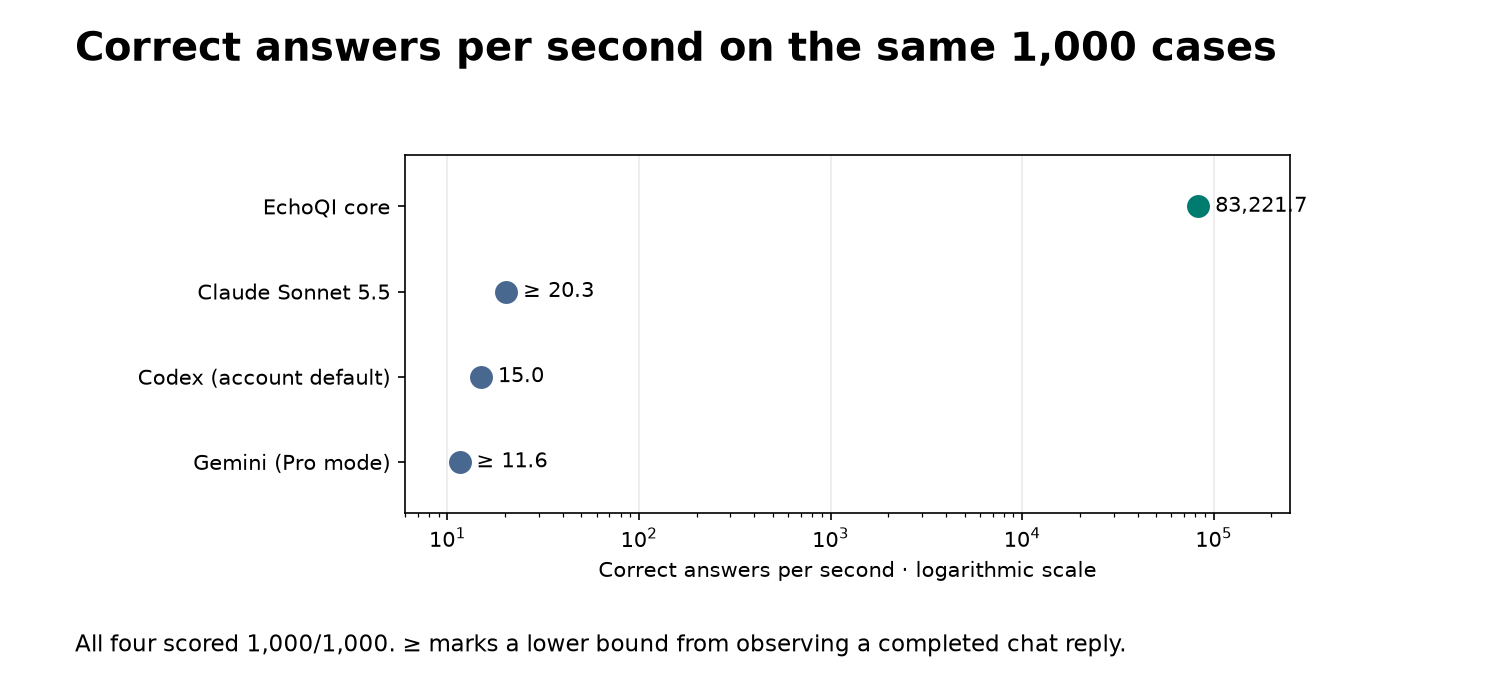 Correct answers per second on the same 1,000 cases
EchoQI core
83,221.7
Claude Sonnet 5.5
≥ 20.3
Codex (account default)
15.0
Gemini (Pro mode)
≥ 11.6
10¹ 10² 10³ 10⁴ 10⁵
Correct answers per second · logarithmic scale
All four scored 1,000/1,000. ≥ marks a lower bound from observing a completed chat reply.